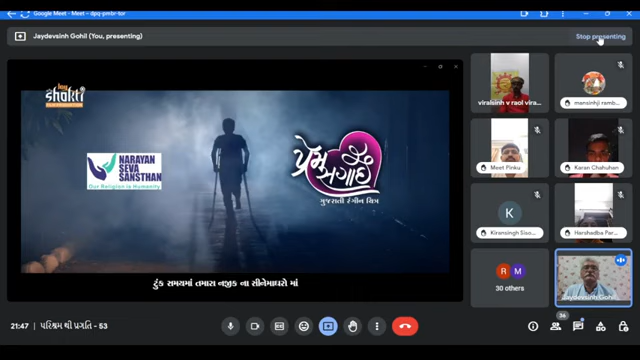 Google Meet - Meet - dpq-pmbr-tor
Jaydevsinh Gohil (You, presenting)
Stop presenting
shakti
NARAYAN
SEVA
SANSTHAN
Our Religion is Humanity
પ્રેમ
સગાઈ
ગુજરાતી રંગીન ચિત્ર
ટુંક સમયમાં તમારા નજીક ના સીનેમાઘરો માં
viralsinh v raol vira...
mansinhji ramb...
Meet Pinku
Karan Chahuhan
K
Kiransingh Siso...
Harshadba Par...
R M
30 others
Jaydevsinh Gohil
21:47 પરિશ્રમ થી પ્રગતિ - 53
36